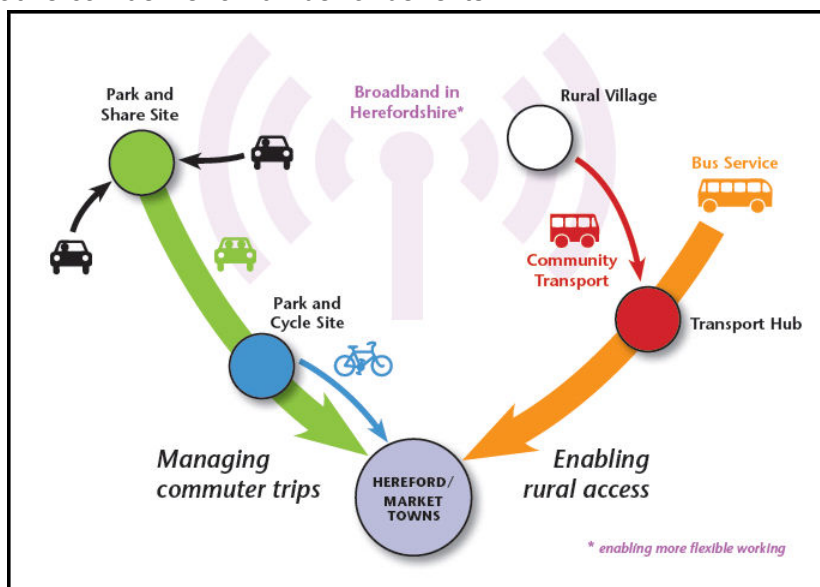 Park and
Share Site
Broadband in
Herefordshire*
Rural Village
Bus Service
Community
Transport
Park and
Cycle Site
Transport Hub
Managing
commuter trips
HEREFORD/
MARKET
TOWNS
Enabling
rural access
* enabling more flexible working